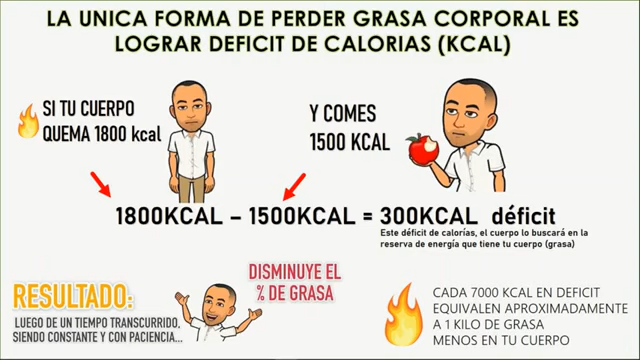 LA UNICA FORMA DE PERDER GRASA CORPORAL ES
LOGRAR DEFICIT DE CALORIAS (KCAL)
SI TU CUERPO
QUEMA 1800 kcal
Y COMES
1500 KCAL
1800KCAL – 1500KCAL = 300KCAL déficit
Este déficit de calorías, el cuerpo lo buscará en la
reserva de energía que tiene tu cuerpo (grasa)
RESULTADO:
LUEGO DE UN TIEMPO TRANSCURRIDO,
SIENDO CONSTANTE Y CON PACIENCIA...
DISMINUYE EL
% DE GRASA
CADA 7000 KCAL EN DEFICIT
EQUIVALEN APROXIMADAMENTE
A 1 KILO DE GRASA
MENOS EN TU CUERPO